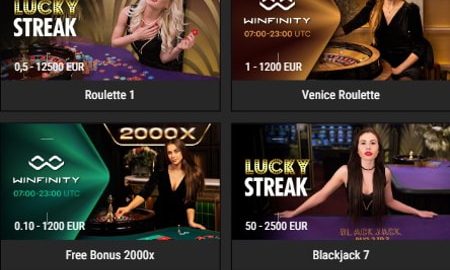 LUCKY
STREAK
0,5 - 12500 EUR
Roulette 1
WINFINITY
07:00-23:00 UTC
1 - 1200 EUR
Venice Roulette
2000X
WINFINITY
07:00-23:00 UTC
0.10 - 1200 EUR
Free Bonus 2000x
LUCKY
STREAK
BLACKJACK
50 - 2500 EUR
Blackjack 7